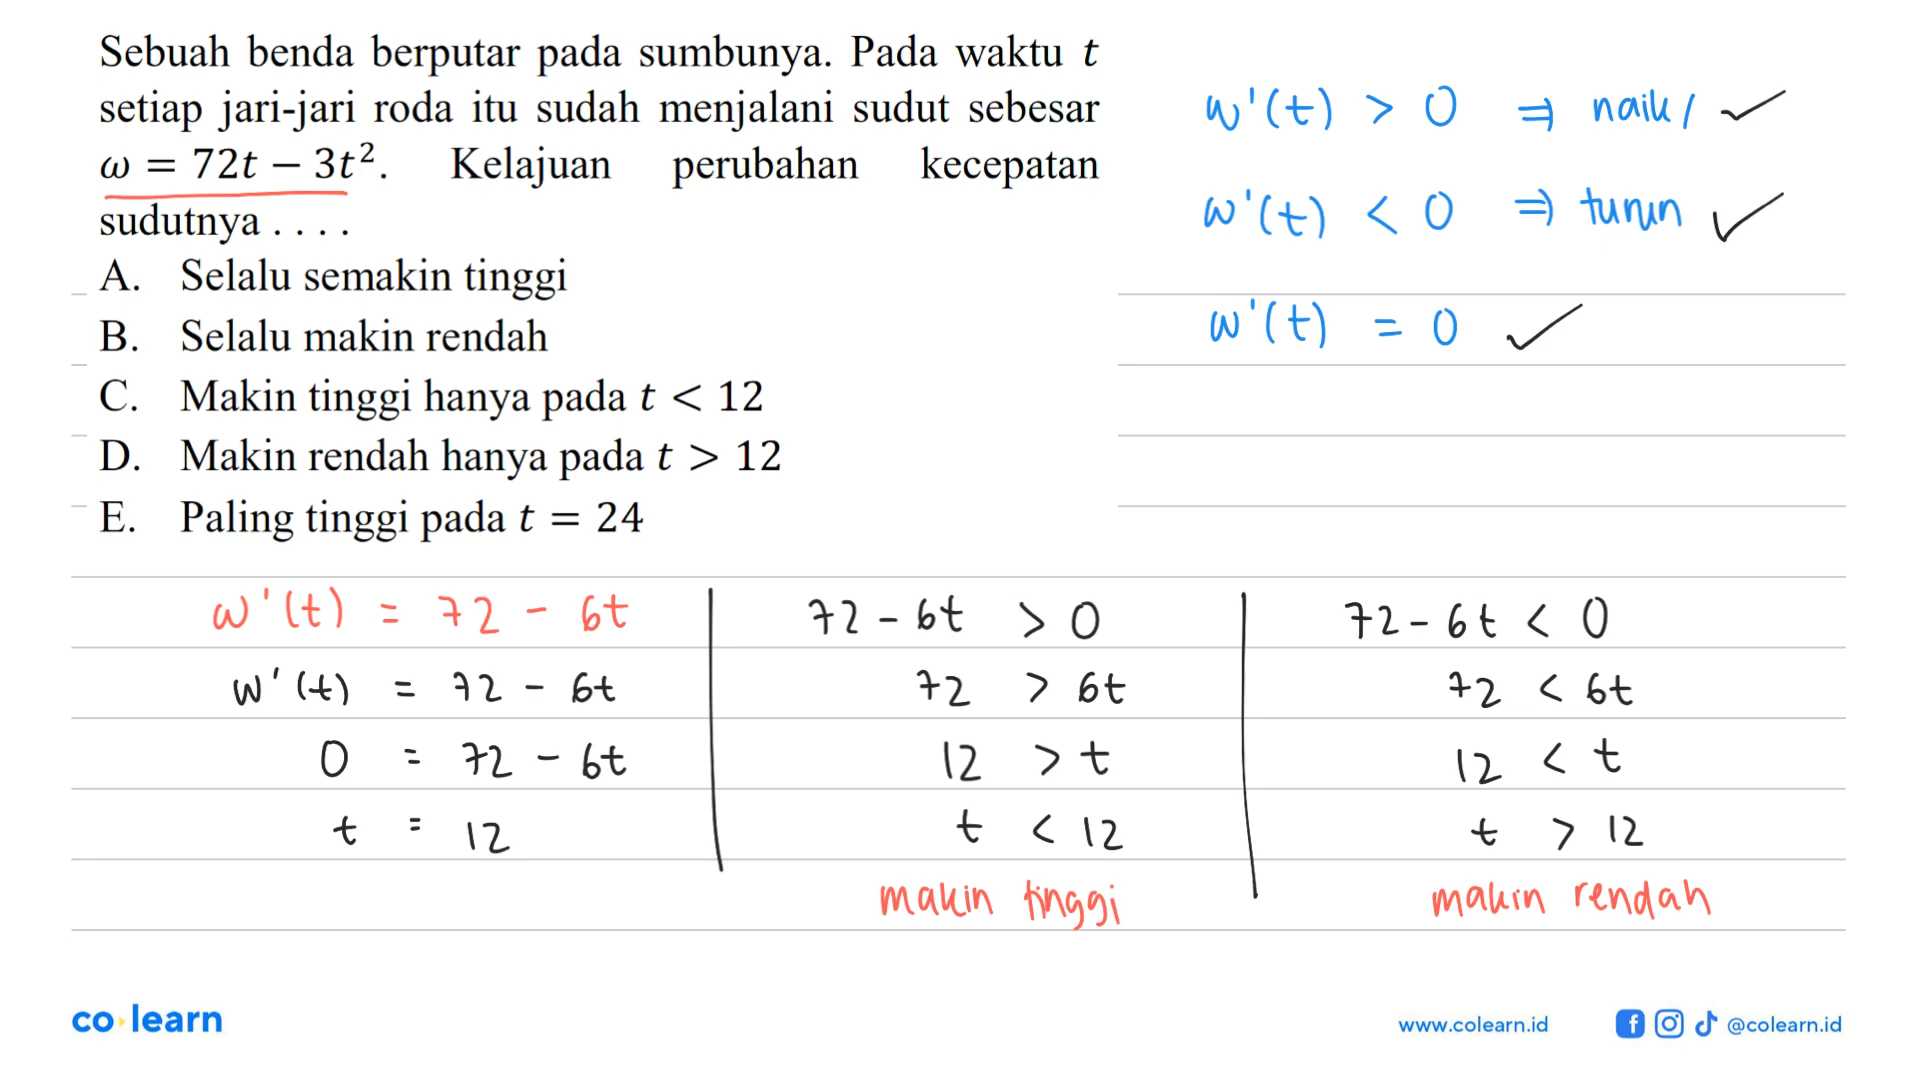 Sebuah benda berputar pada sumbunya. Pada waktu t
setiap jari-jari roda itu sudah menjalani sudut sebesar
ω = 72t − 3t². Kelajuan perubahan kecepatan
sudutnya . . . .
A. Selalu semakin tinggi
B. Selalu makin rendah
C. Makin tinggi hanya pada t < 12
D. Makin rendah hanya pada t > 12
E. Paling tinggi pada t = 24
w'(t) > 0 ⇒ naik / ✓
w'(t) < 0 ⇒ turun ✓
w'(t) = 0 ✓
w'(t) = 72 - 6t
w'(t) = 72 - 6t
0 = 72 - 6t
t = 12
72 - 6t > 0
72 > 6t
12 > t
t < 12
makin tinggi
72 - 6t < 0
72 < 6t
12 < t
t > 12
makin rendah
co learn
www.colearn.id
@colearn.id